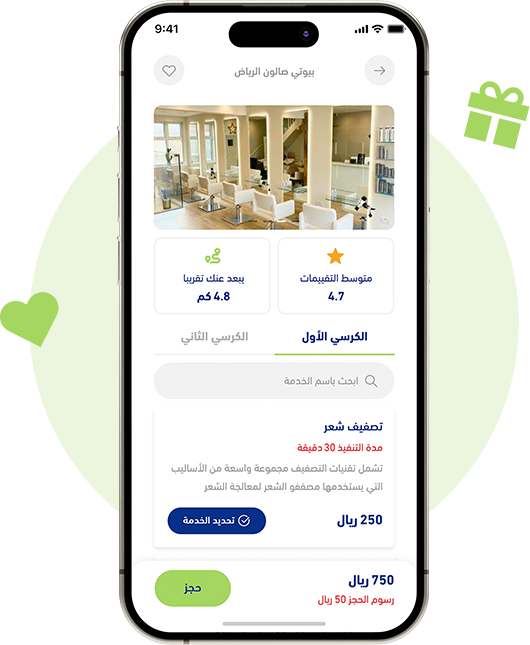 9:41
بيوتي صالون الرياض
متوسط التقييمات
4.7
يبعد عنك تقريبا
4.8 كم
الكرسي الأول
الكرسي الثاني
ابحث باسم الخدمة
تصفيف شعر
مدة التنفيذ 30 دقيقة
تشمل تقنيات التصفيف مجموعة واسعة من الأساليب
التي يستخدمها مصففو الشعر لمعالجة الشعر
250 ريال
تحديد الخدمة
750 ريال
رسوم الحجز 50 ريال
حجز